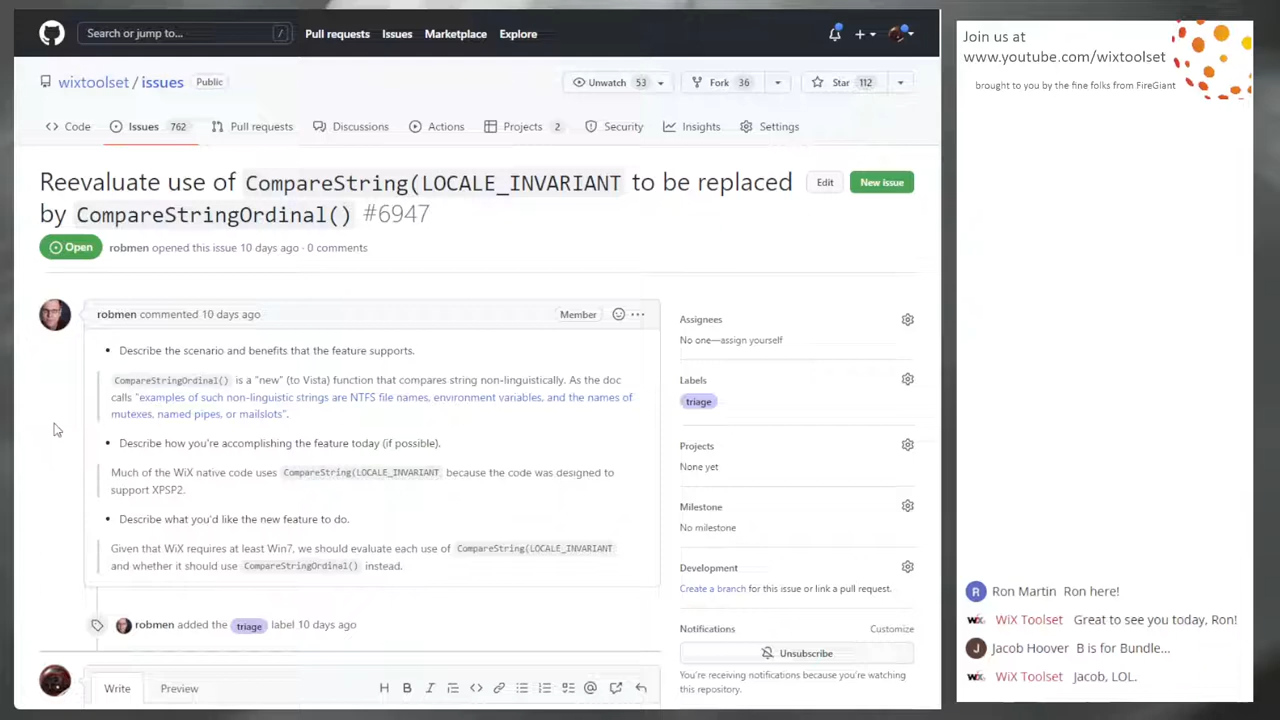 Search or jump to...
/
Pull requests
Issues
Marketplace
Explore
wixtoolset / issues
Public
Unwatch 53
Fork 36
Star 112
Code
Issues 762
Pull requests
Discussions
Actions
Projects 2
Security
Insights
Settings
Reevaluate use of CompareString(LOCALE_INVARIANT to be replaced
by CompareStringOrdinal() #6947
Edit
New issue
Open
robmen opened this issue 10 days ago · 0 comments
robmen commented 10 days ago
Member
• Describe the scenario and benefits that the feature supports.
CompareStringOrdinal() is a "new" (to Vista) function that compares string non-linguistically. As the doc
calls "examples of such non-linguistic strings are NTFS file names, environment variables, and the names of
mutexes, named pipes, or mailslots".
• Describe how you're accomplishing the feature today (if possible).
Much of the WiX native code uses CompareString(LOCALE_INVARIANT because the code was designed to
support XPSP2.
• Describe what you'd like the new feature to do.
Given that WiX requires at least Win7, we should evaluate each use of CompareString(LOCALE_INVARIANT
and whether it should use CompareStringOrdinal() instead.
robmen added the triage label 10 days ago
Write
Preview
H B I
Assignees
No one—assign yourself
Labels
triage
Projects
None yet
Milestone
No milestone
Development
Create a branch for this issue or link a pull request.
Notifications
Customize
Unsubscribe
You're receiving notifications because you're watching
this repository.
Join us at
www.youtube.com/wixtoolset
brought to you by the fine folks from FireGiant
R Ron Martin Ron here!
wix WiX Toolset Great to see you today, Ron!
J Jacob Hoover B is for Bundle...
wix WiX Toolset Jacob, LOL.